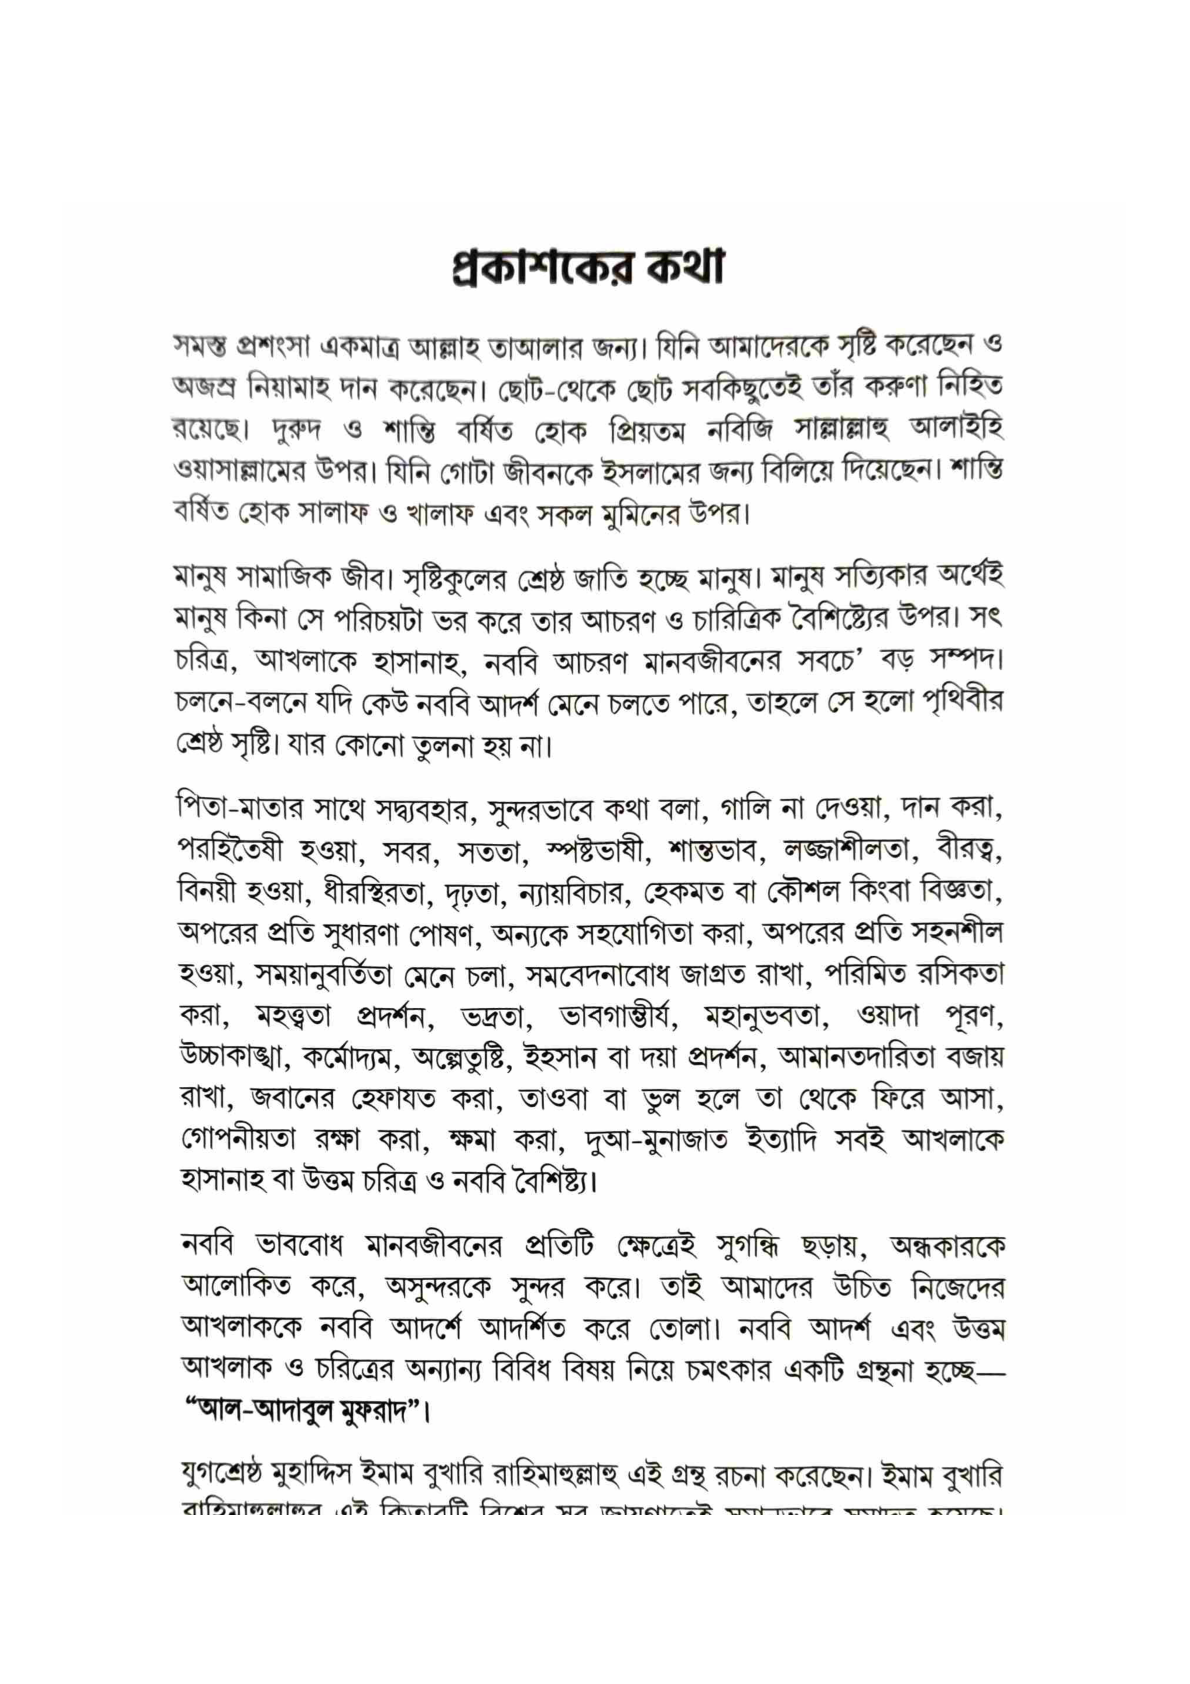 প্রকাশকের কথা
সমস্ত প্রশংসা একমাত্র আল্লাহ তাআলার জন্য। যিনি আমাদেরকে সৃষ্টি করেছেন ও
অজস্র নিয়ামাহ দান করেছেন। ছোট-থেকে ছোট সবকিছুতেই তাঁর করুণা নিহিত
রয়েছে। দুরুদ ও শান্তি বর্ষিত হোক প্রিয়তম নবিজি সাল্লাল্লাহু আলাইহি
ওয়াসাল্লামের উপর। যিনি গোটা জীবনকে ইসলামের জন্য বিলিয়ে দিয়েছেন। শান্তি
বর্ষিত হোক সালাফ ও খালাফ এবং সকল মুমিনের উপর।
মানুষ সামাজিক জীব। সৃষ্টিকুলের শ্রেষ্ঠ জাতি হচ্ছে মানুষ। মানুষ সত্যিকার অর্থেই
মানুষ কিনা সে পরিচয়টা ভর করে তার আচরণ ও চারিত্রিক বৈশিষ্ট্যের উপর। সৎ
চরিত্র, আখলাকে হাসানাহ, নববি আচরণ মানবজীবনের সবচে’ বড় সম্পদ।
চলনে-বলনে যদি কেউ নববি আদর্শ মেনে চলতে পারে, তাহলে সে হলো পৃথিবীর
শ্রেষ্ঠ সৃষ্টি। যার কোনো তুলনা হয় না।
পিতা-মাতার সাথে সদ্ব্যবহার, সুন্দরভাবে কথা বলা, গালি না দেওয়া, দান করা,
পরহিতৈষী হওয়া, সবর, সততা, স্পষ্টভাষী, শান্তভাব, লজ্জাশীলতা, বীরত্ব,
বিনয়ী হওয়া, ধীরস্থিরতা, দৃঢ়তা, ন্যায়বিচার, হেকমত বা কৌশল কিংবা বিজ্ঞতা,
অপরের প্রতি সুধারণা পোষণ, অন্যকে সহযোগিতা করা, অপরের প্রতি সহনশীল
হওয়া, সময়ানুবর্তিতা মেনে চলা, সমবেদনাবোধ জাগ্রত রাখা, পরিমিত রসিকতা
করা, মহত্ত্বতা প্রদর্শন, ভদ্রতা, ভাবগাম্ভীর্য, মহানুভবতা, ওয়াদা পূরণ,
উচ্চাকাঙ্খা, কর্মোদ্যম, অল্পেতুষ্টি, ইহসান বা দয়া প্রদর্শন, আমানতদারিতা বজায়
রাখা, জবানের হেফাযত করা, তাওবা বা ভুল হলে তা থেকে ফিরে আসা,
গোপনীয়তা রক্ষা করা, ক্ষমা করা, দুআ-মুনাজাত ইত্যাদি সবই আখলাকে
হাসানাহ বা উত্তম চরিত্র ও নববি বৈশিষ্ট্য।
নববি ভাববোধ মানবজীবনের প্রতিটি ক্ষেত্রেই সুগন্ধি ছড়ায়, অন্ধকারকে
আলোকিত করে, অসুন্দরকে সুন্দর করে। তাই আমাদের উচিত নিজেদের
আখলাককে নববি আদর্শে আদর্শিত করে তোলা। নববি আদর্শ এবং উত্তম
আখলাক ও চরিত্রের অন্যান্য বিবিধ বিষয় নিয়ে চমৎকার একটি গ্রন্থনা হচ্ছে—
“আল-আদাবুল মুফরাদ”।
যুগশ্রেষ্ঠ মুহাদ্দিস ইমাম বুখারি রাহিমাহুল্লাহু এই গ্রন্থ রচনা করেছেন। ইমাম বুখারি